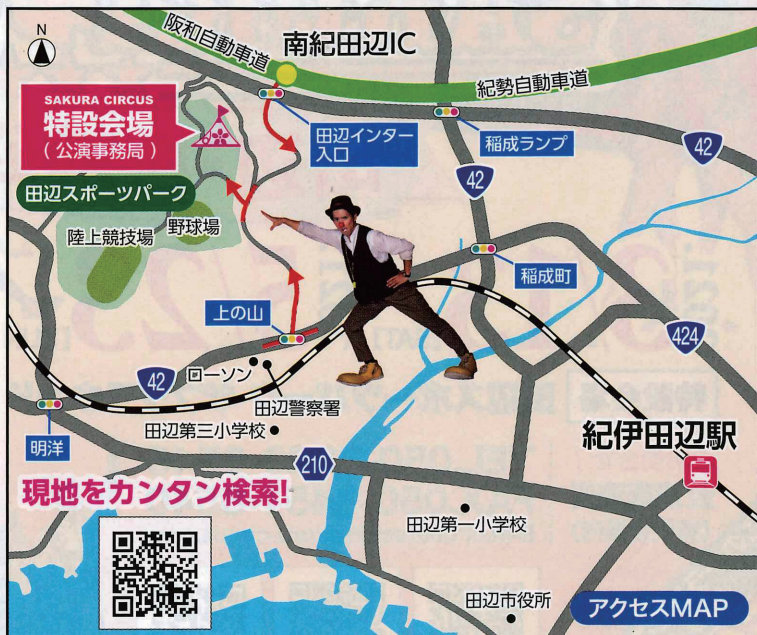 N
阪和自動車道
南紀田辺IC
紀勢自動車道
SAKURA CIRCUS
特設会場
(公演事務局)
田辺インター
入口
稲成ランプ
42
42
田辺スポーツパーク
陸上競技場
野球場
稲成町
上の山
424
42
ローソン
田辺警察署
明洋
田辺第三小学校
210
紀伊田辺駅
現地をカンタン検索!
田辺第一小学校
田辺市役所
アクセスMAP